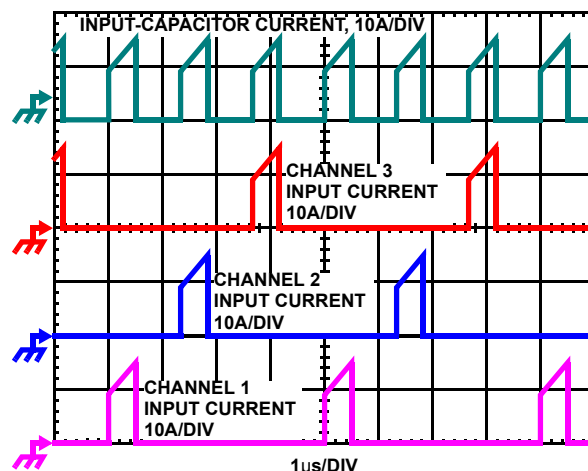 INPUT-CAPACITOR CURRENT, 10A/DIV
CHANNEL 3
INPUT CURRENT
10A/DIV
CHANNEL 2
INPUT CURRENT
10A/DIV
CHANNEL 1
INPUT CURRENT
10A/DIV
1µs/DIV